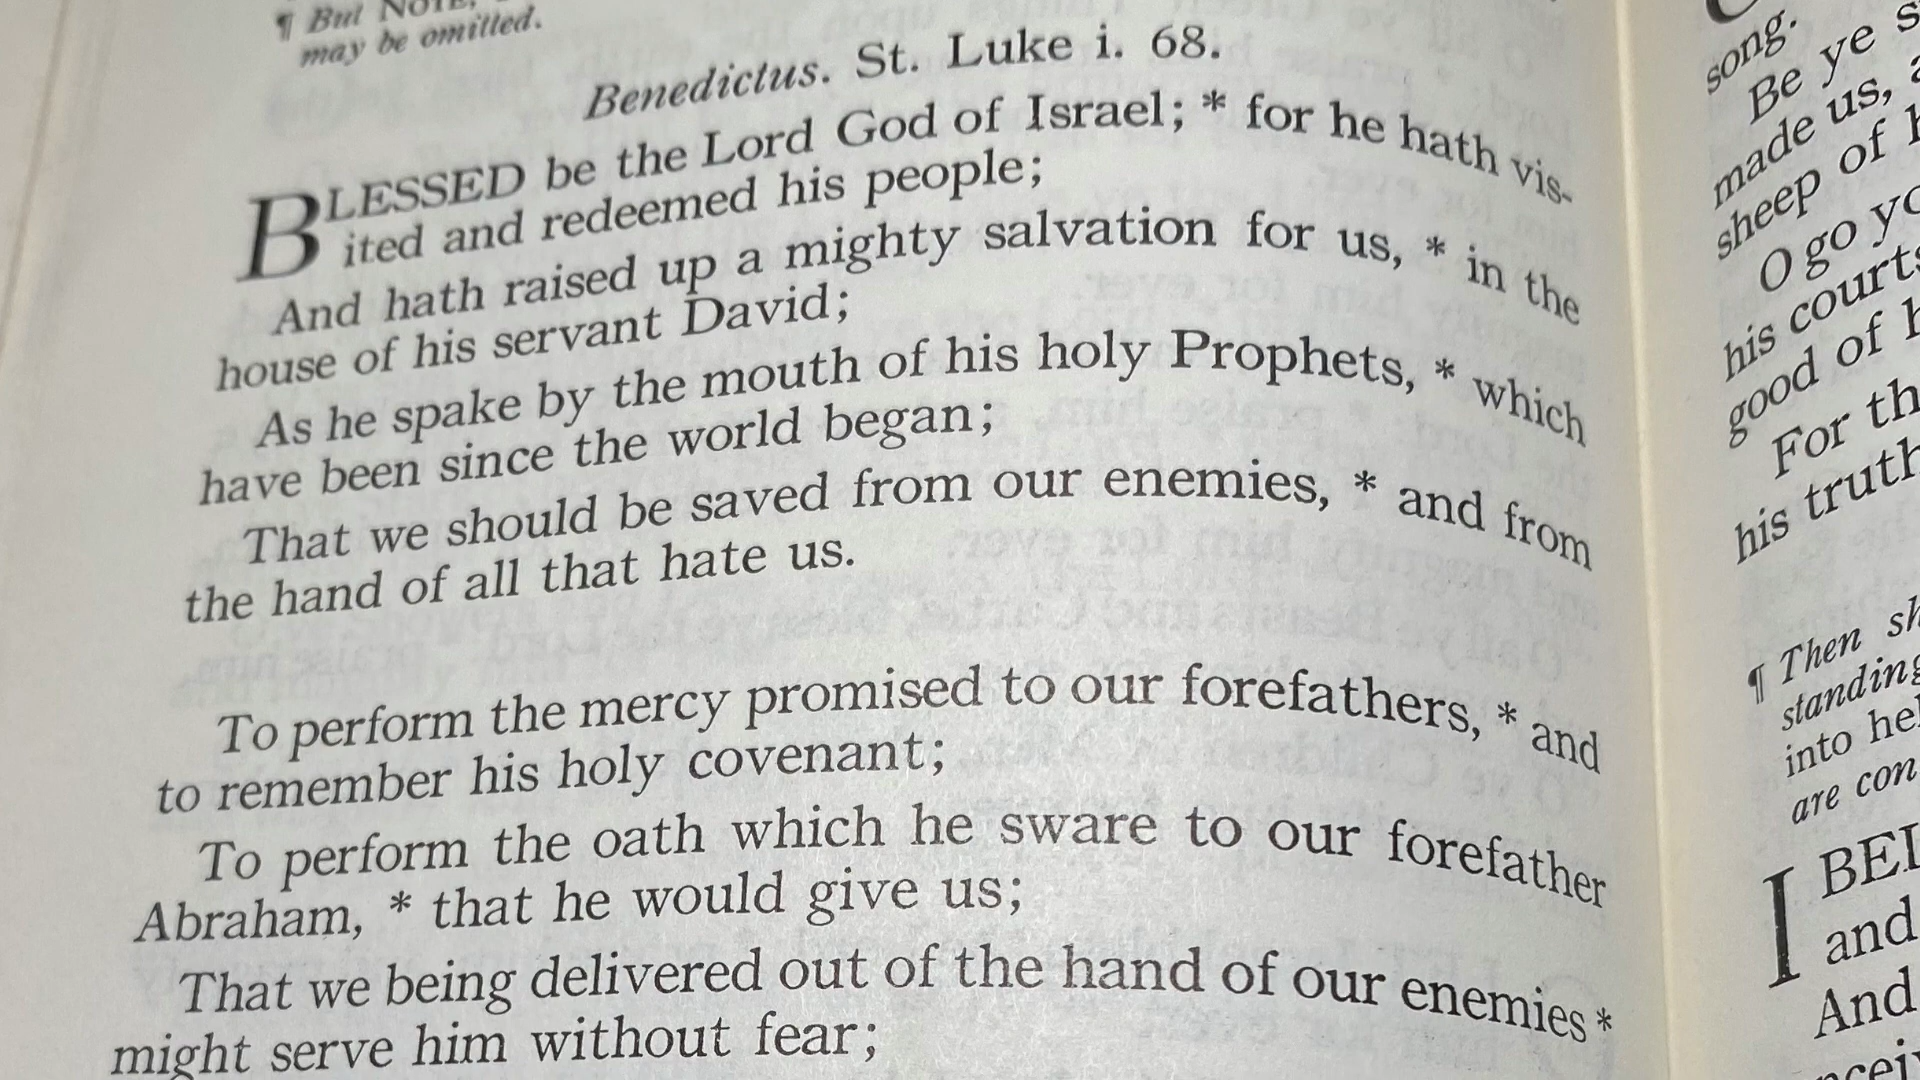 ¶ But NOTE,
may be omitted.
Benedictus. St. Luke i. 68.
BLESSED be the Lord God of Israel; * for he hath vis-
ited and redeemed his people;
And hath raised up a mighty salvation for us, * in the
house of his servant David;
As he spake by the mouth of his holy Prophets, * which
have been since the world began;
That we should be saved from our enemies, * and from
the hand of all that hate us.
To perform the mercy promised to our forefathers, * and
to remember his holy covenant;
To perform the oath which he sware to our forefather
Abraham, * that he would give us;
That we being delivered out of the hand of our enemies *
might serve him without fear;
song.
Be ye
made us,
sheep of
O go
his courts
good of
For
his truth
¶ Then
standing
into
are
I BEL
and
And